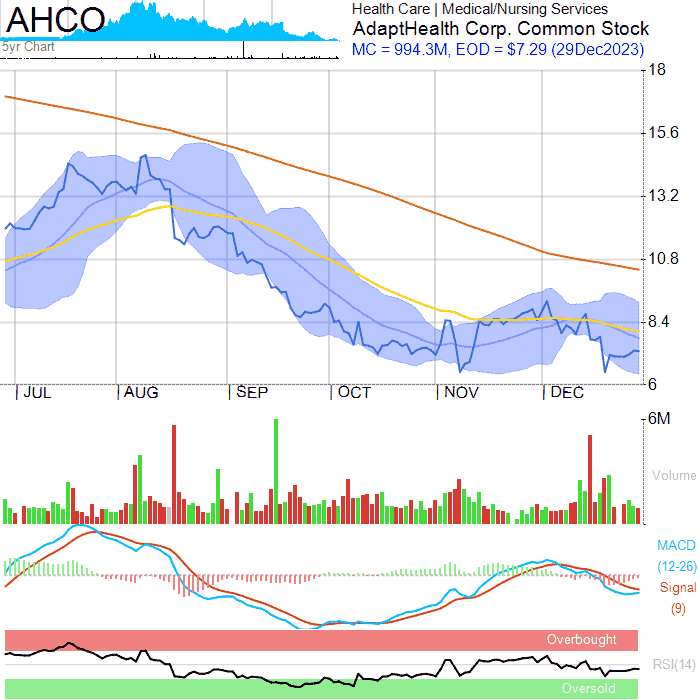 AHCO
5yr Chart
Health Care | Medical/Nursing Services
AdaptHealth Corp. Common Stock
MC = 994.3M, EOD = $7.29 (29Dec2023)
18
15.6
13.2
10.8
8.4
6
JUL
AUG
SEP
OCT
NOV
DEC
6M
Volume
MACD
(12-26)
Signal
(9)
Overbought
RSI(14)
Oversold